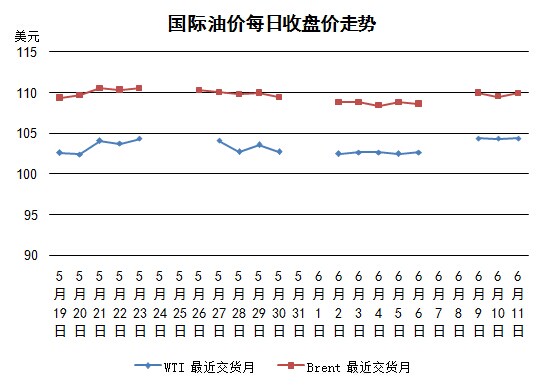 国际油价每日收盘价走势
美元
115
110
105
100
95
90
5月19日
5月20日
5月21日
5月22日
5月23日
5月24日
5月25日
5月26日
5月27日
5月28日
5月29日
5月30日
5月31日
6月1日
6月2日
6月3日
6月4日
6月5日
6月6日
6月7日
6月8日
6月9日
6月10日
6月11日
WTI 最近交货月 Brent 最近交货月